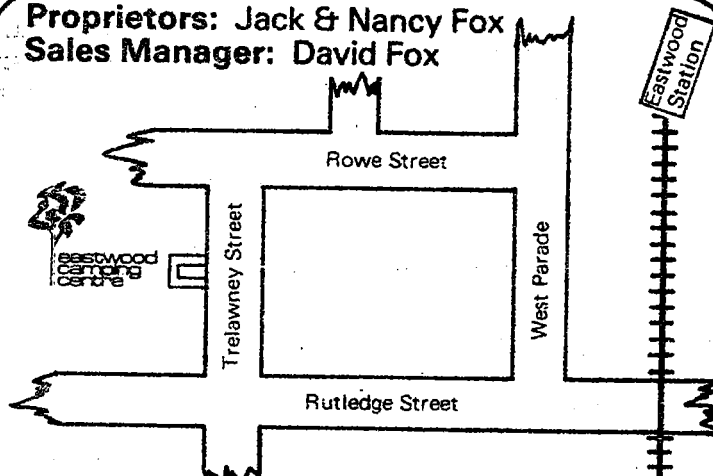 Proprietors: Jack & Nancy Fox
Sales Manager: David Fox
Eastwood
Station
Rowe Street
Trelawney Street
West Parade
eastwood
camping
centre
Rutledge Street